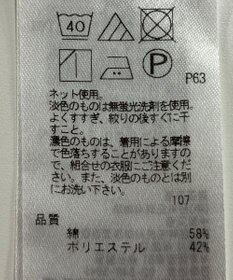 40
P
P63
ネット使用。
淡色のものは無蛍光洗剤を使用。
よくすすぎ、絞りの後すぐに干
すこと。
濃色のものは、着用による摩擦
で色落ちすることがありますの
で、組合せの衣服にご注意くださ
い。また、淡色のものとは別
にお洗い下さい。
107
品質
綿 58%
ポリエステル 42%